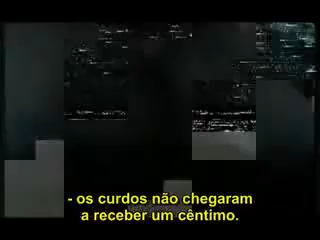 - os curdos não chegaram
a receber um cêntimo.